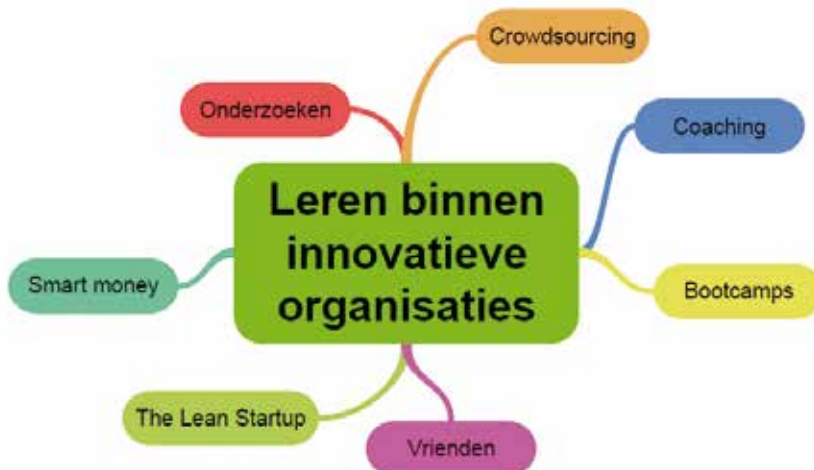 Crowdsourcing
Onderzoeken
Coaching
Leren binnen
innovatieve
organisaties
Smart money
Bootcamps
The Lean Startup
Vrienden